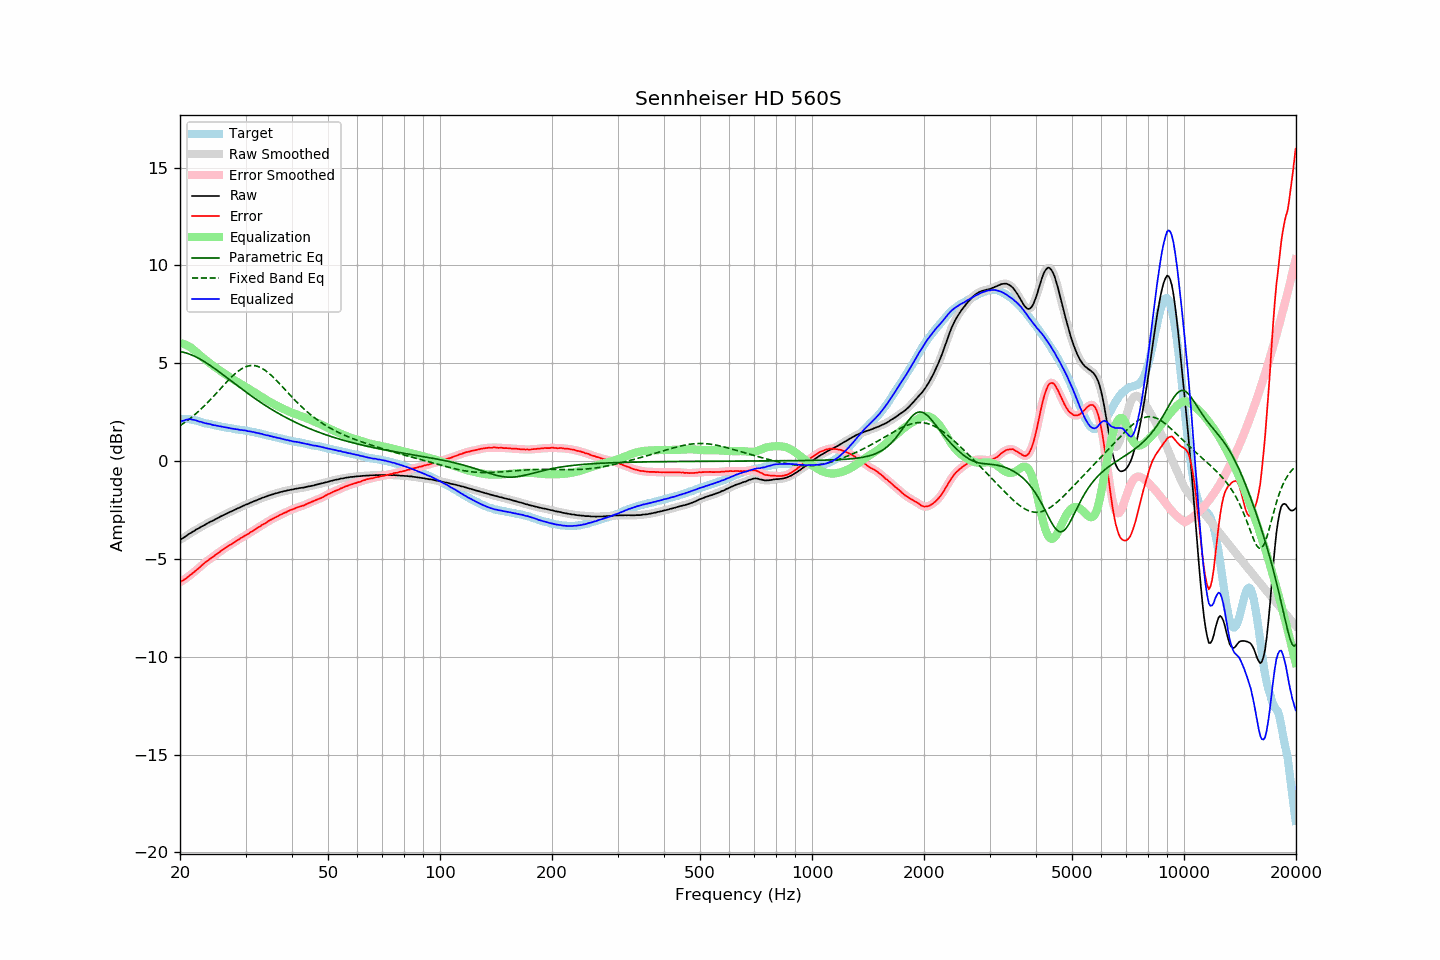 Sennheiser HD 560S
Target
Raw Smoothed
Error Smoothed
Raw
Error
Equalization
Parametric Eq
Fixed Band Eq
Equalized
15
10
5
0
−5
−10
−15
−20
Amplitude (dBr)
20 50 100 200 500 1000 2000 5000 10000 20000
Frequency (Hz)